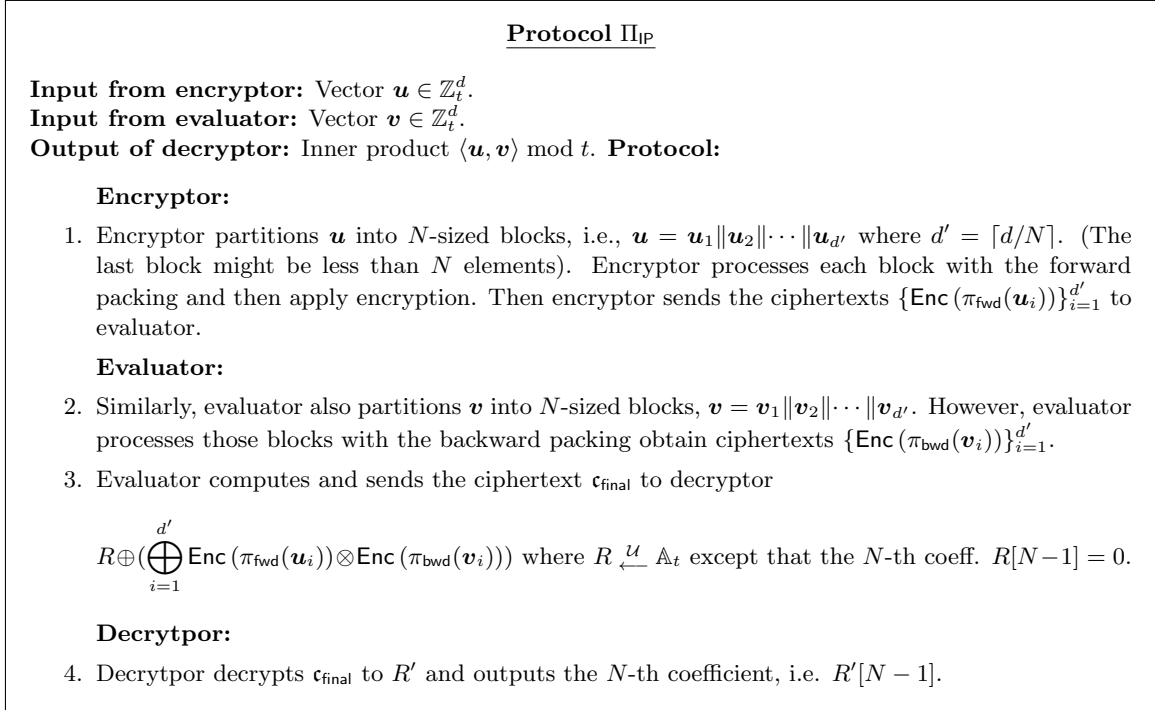 Protocol Π_IP
Input from encryptor: Vector u ∈ ℤ_t^d.
Input from evaluator: Vector v ∈ ℤ_t^d.
Output of decryptor: Inner product ⟨u, v⟩ mod t. Protocol:
Encryptor:
1. Encryptor partitions u into N-sized blocks, i.e., u = u_1‖u_2‖···‖u_{d′} where d′ = ⌈d/N⌉. (The
last block might be less than N elements). Encryptor processes each block with the forward
packing and then apply encryption. Then encryptor sends the ciphertexts {Enc (π_fwd(u_i))}_{i=1}^{d′} to
evaluator.
Evaluator:
2. Similarly, evaluator also partitions v into N-sized blocks, v = v_1‖v_2‖···‖v_{d′}. However, evaluator
processes those blocks with the backward packing obtain ciphertexts {Enc (π_bwd(v_i))}_{i=1}^{d′}.
3. Evaluator computes and sends the ciphertext 𝔠_final to decryptor
R⊕(⨁_{i=1}^{d′} Enc (π_fwd(u_i))⊗Enc (π_bwd(v_i))) where R ←^𝒰 𝔸_t except that the N-th coeff. R[N−1] = 0.
Decrytpor:
4. Decrytpor decrypts 𝔠_final to R′ and outputs the N-th coefficient, i.e. R′[N − 1].